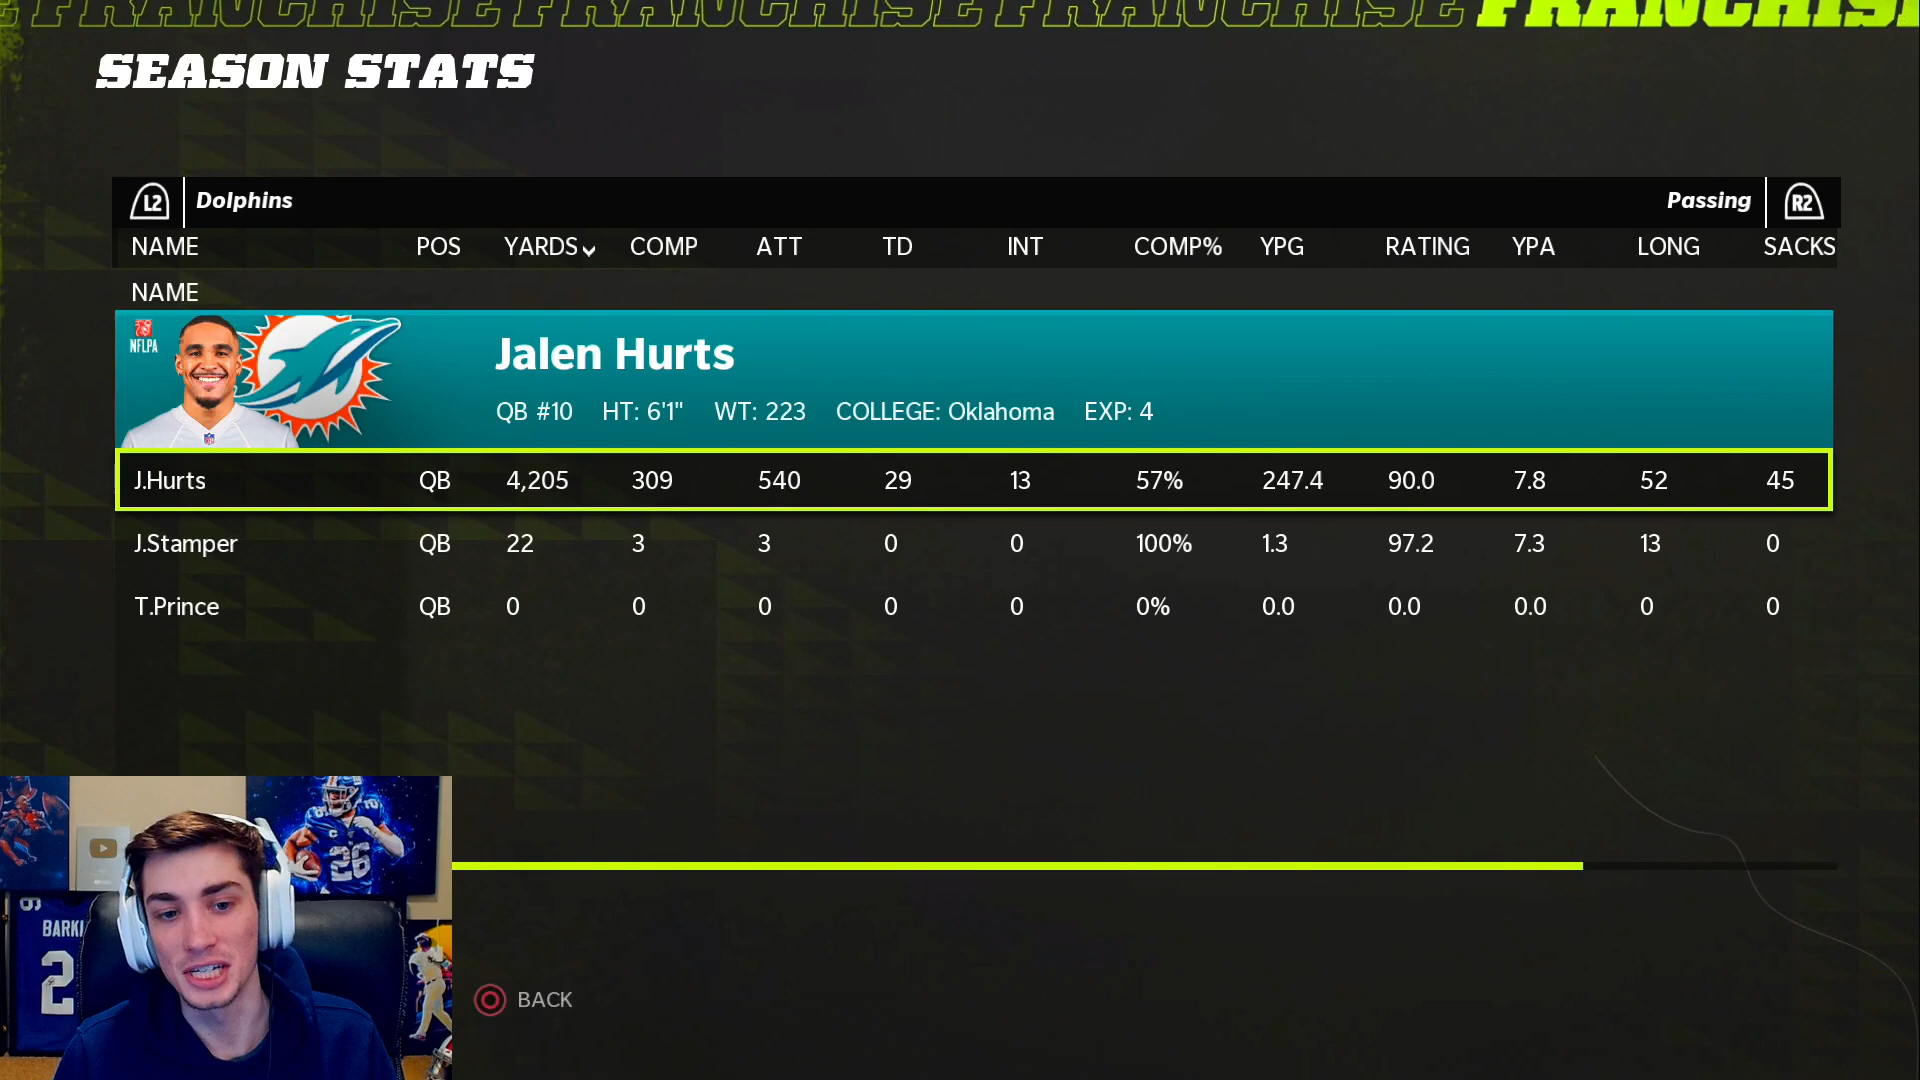 FRANCHISE FRANCHISE FRANCHISE FRANCHISE
SEASON STATS
L2 Dolphins Passing R2
NAME POS YARDS COMP ATT TD INT COMP% YPG RATING YPA LONG SACKS
NAME
NFLPA
Jalen Hurts
QB #10 HT: 6'1" WT: 223 COLLEGE: Oklahoma EXP: 4
J.Hurts QB 4,205 309 540 29 13 57% 247.4 90.0 7.8 52 45
J.Stamper QB 22 3 3 0 0 100% 1.3 97.2 7.3 13 0
T.Prince QB 0 0 0 0 0 0% 0.0 0.0 0.0 0 0
26
BARK
2
BACK